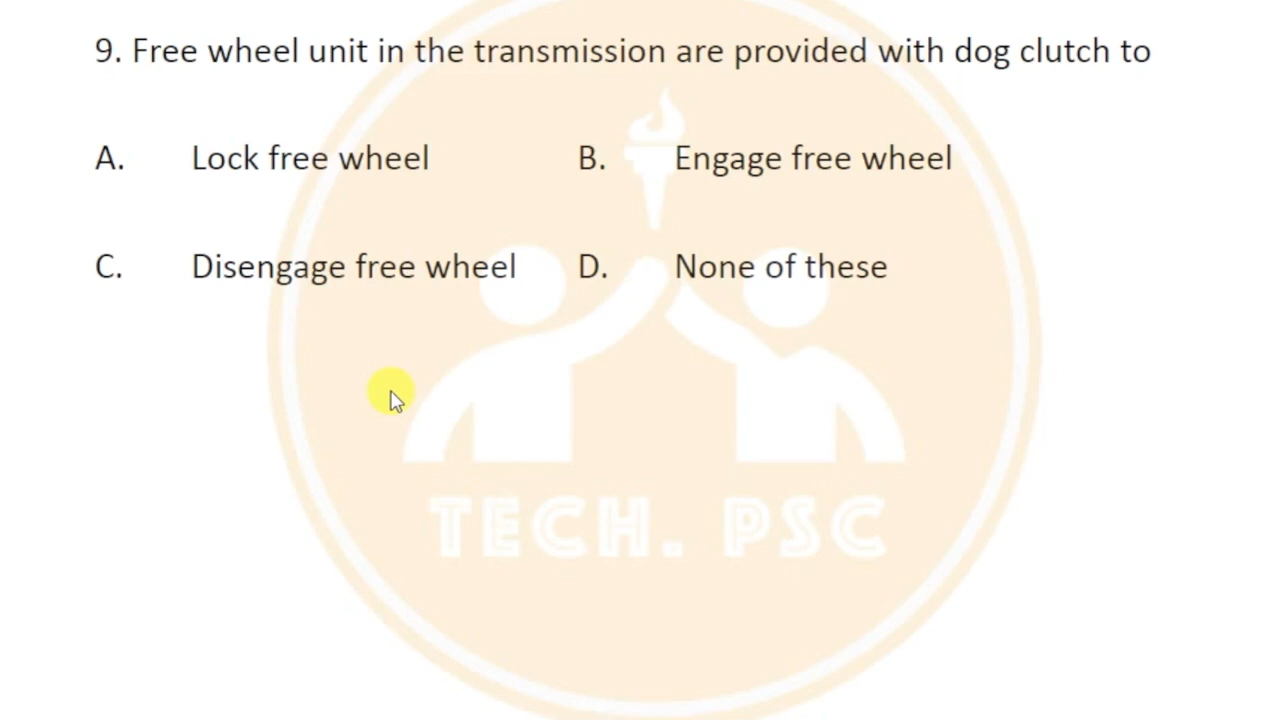 9. Free wheel unit in the transmission are provided with dog clutch to
A. Lock free wheel B. Engage free wheel
C. Disengage free wheel D. None of these
TECH. PSC